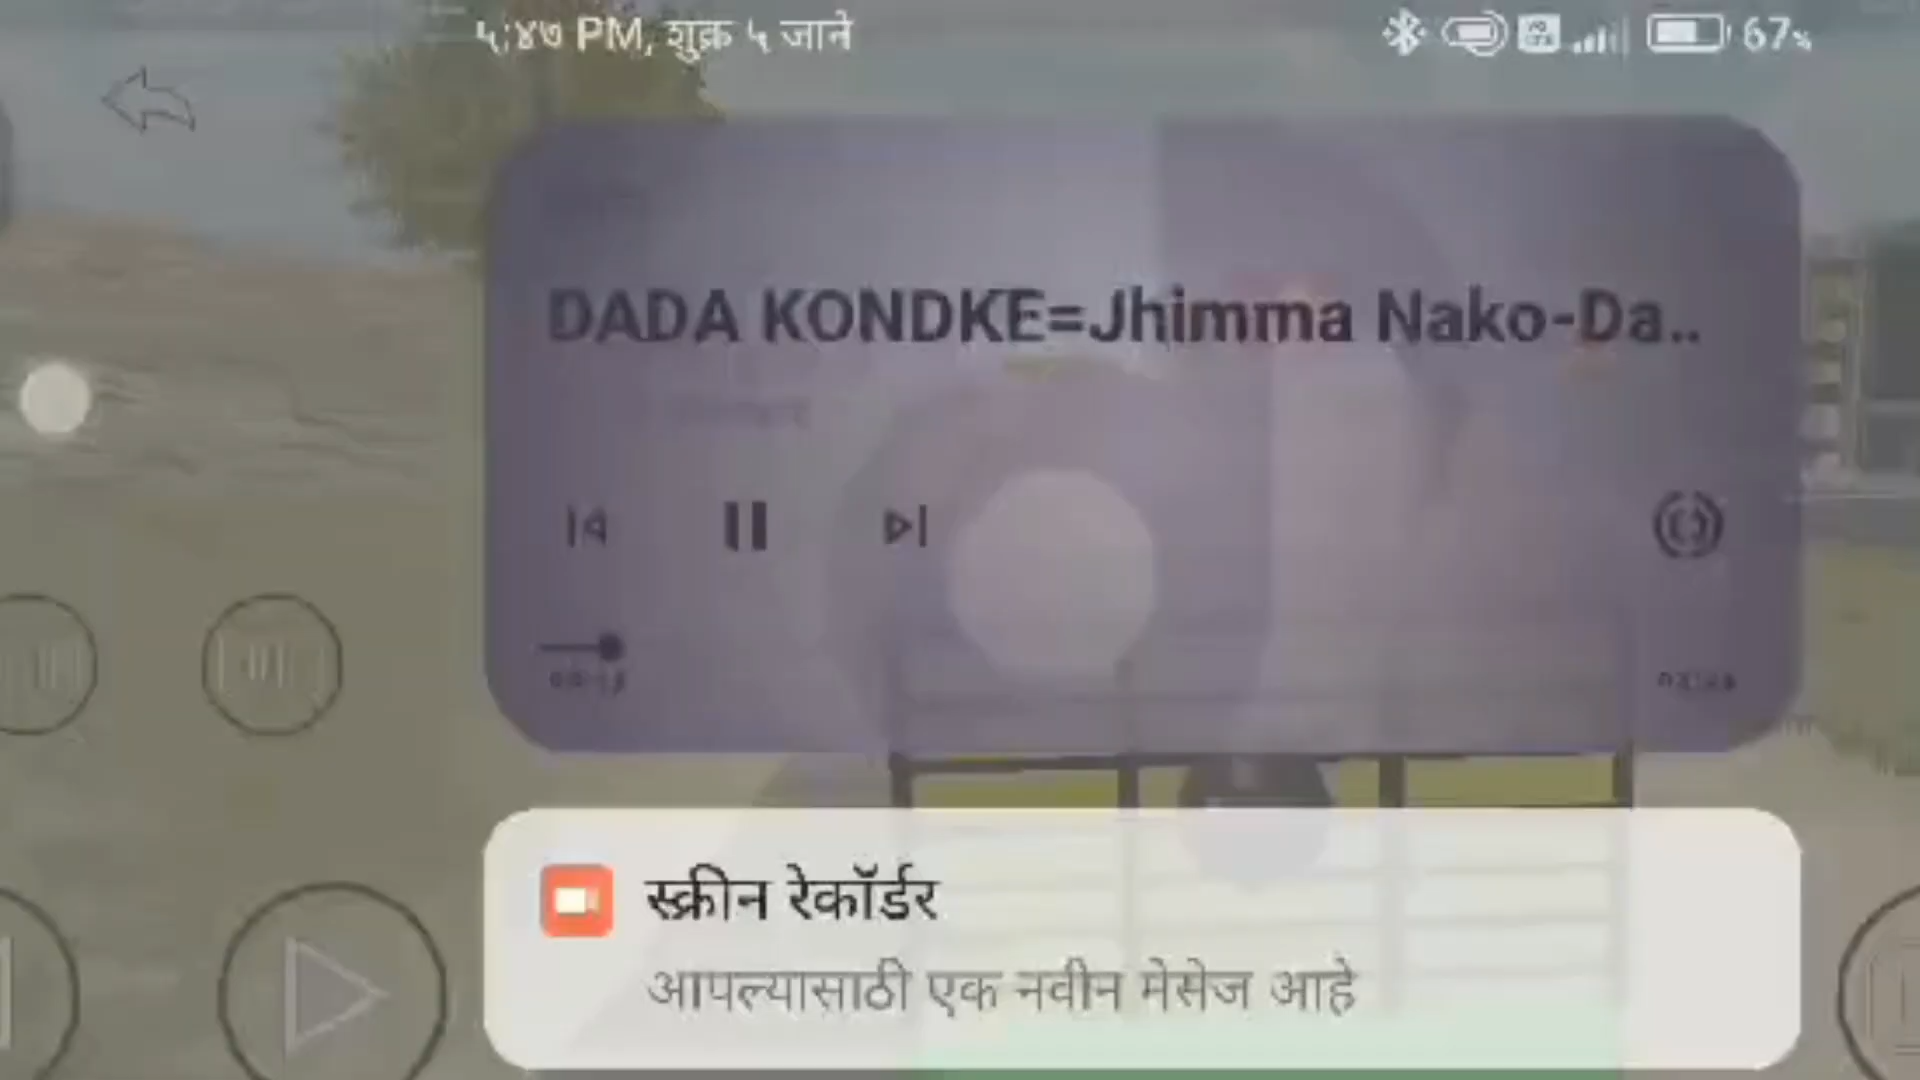 ५:४७ PM, शुक्र ५ जाने
67%
DADA KONDKE=Jhimma Nako-Da..
स्क्रीन रेकॉर्डर
आपल्यासाठी एक नवीन मेसेज आहे